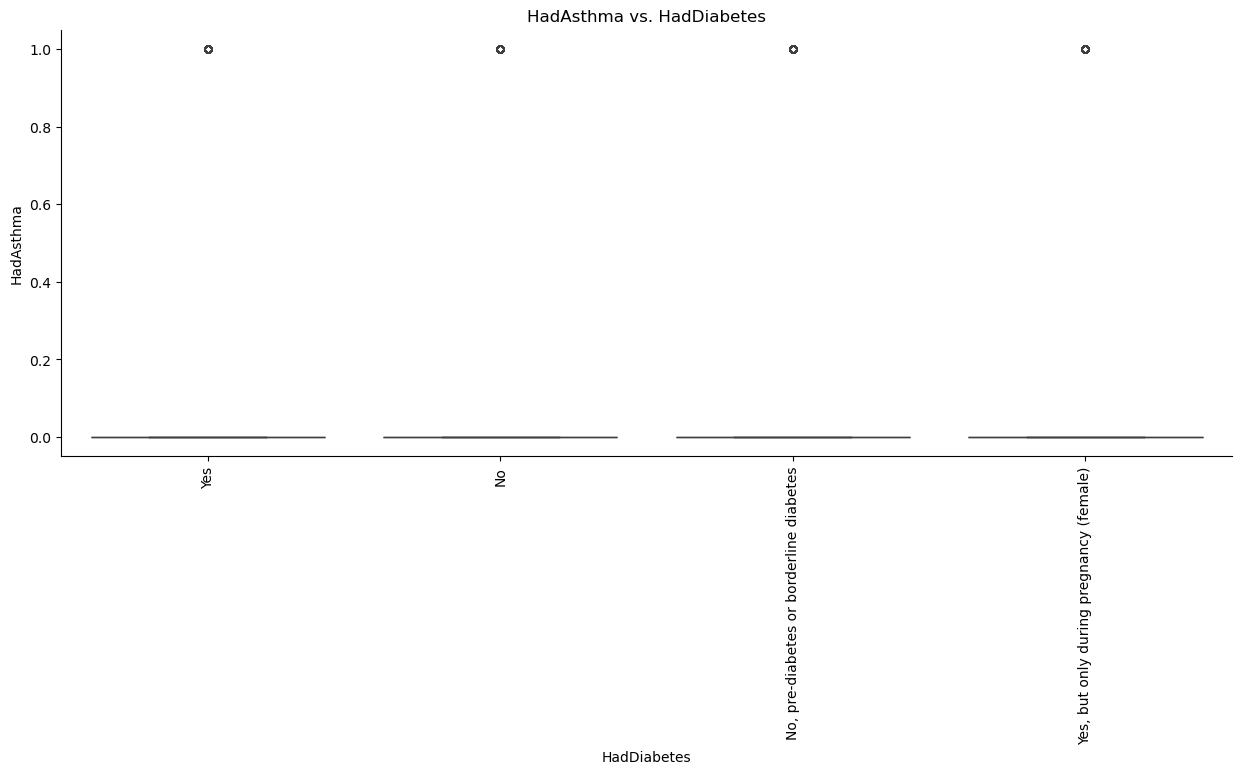 HadAsthma vs. HadDiabetes
1.0
0.8
0.6
0.4
0.2
0.0
HadAsthma
Yes
No
No, pre-diabetes or borderline diabetes
Yes, but only during pregnancy (female)
HadDiabetes